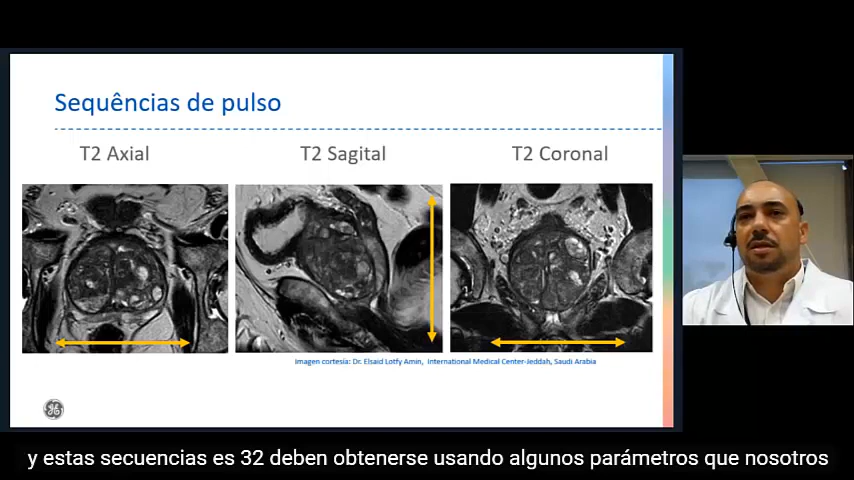 Sequências de pulso
T2 Axial
T2 Sagital
T2 Coronal
Imagen cortesía: Dr. Elsaid Lotfy Amin, International Medical Center-Jeddah, Saudi Arabia
y estas secuencias es 32 deben obtenerse usando algunos parámetros que nosotros